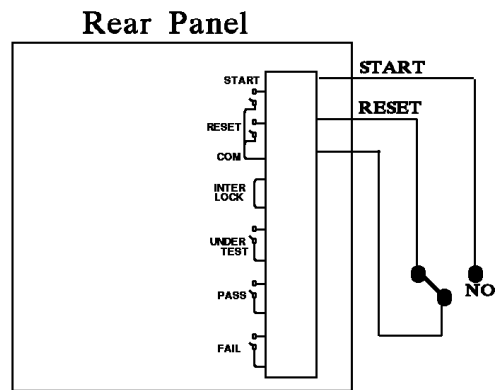 Rear Panel
START
START
RESET
RESET
COM
INTER
LOCK
UNDER
TEST
PASS
FAIL
NO